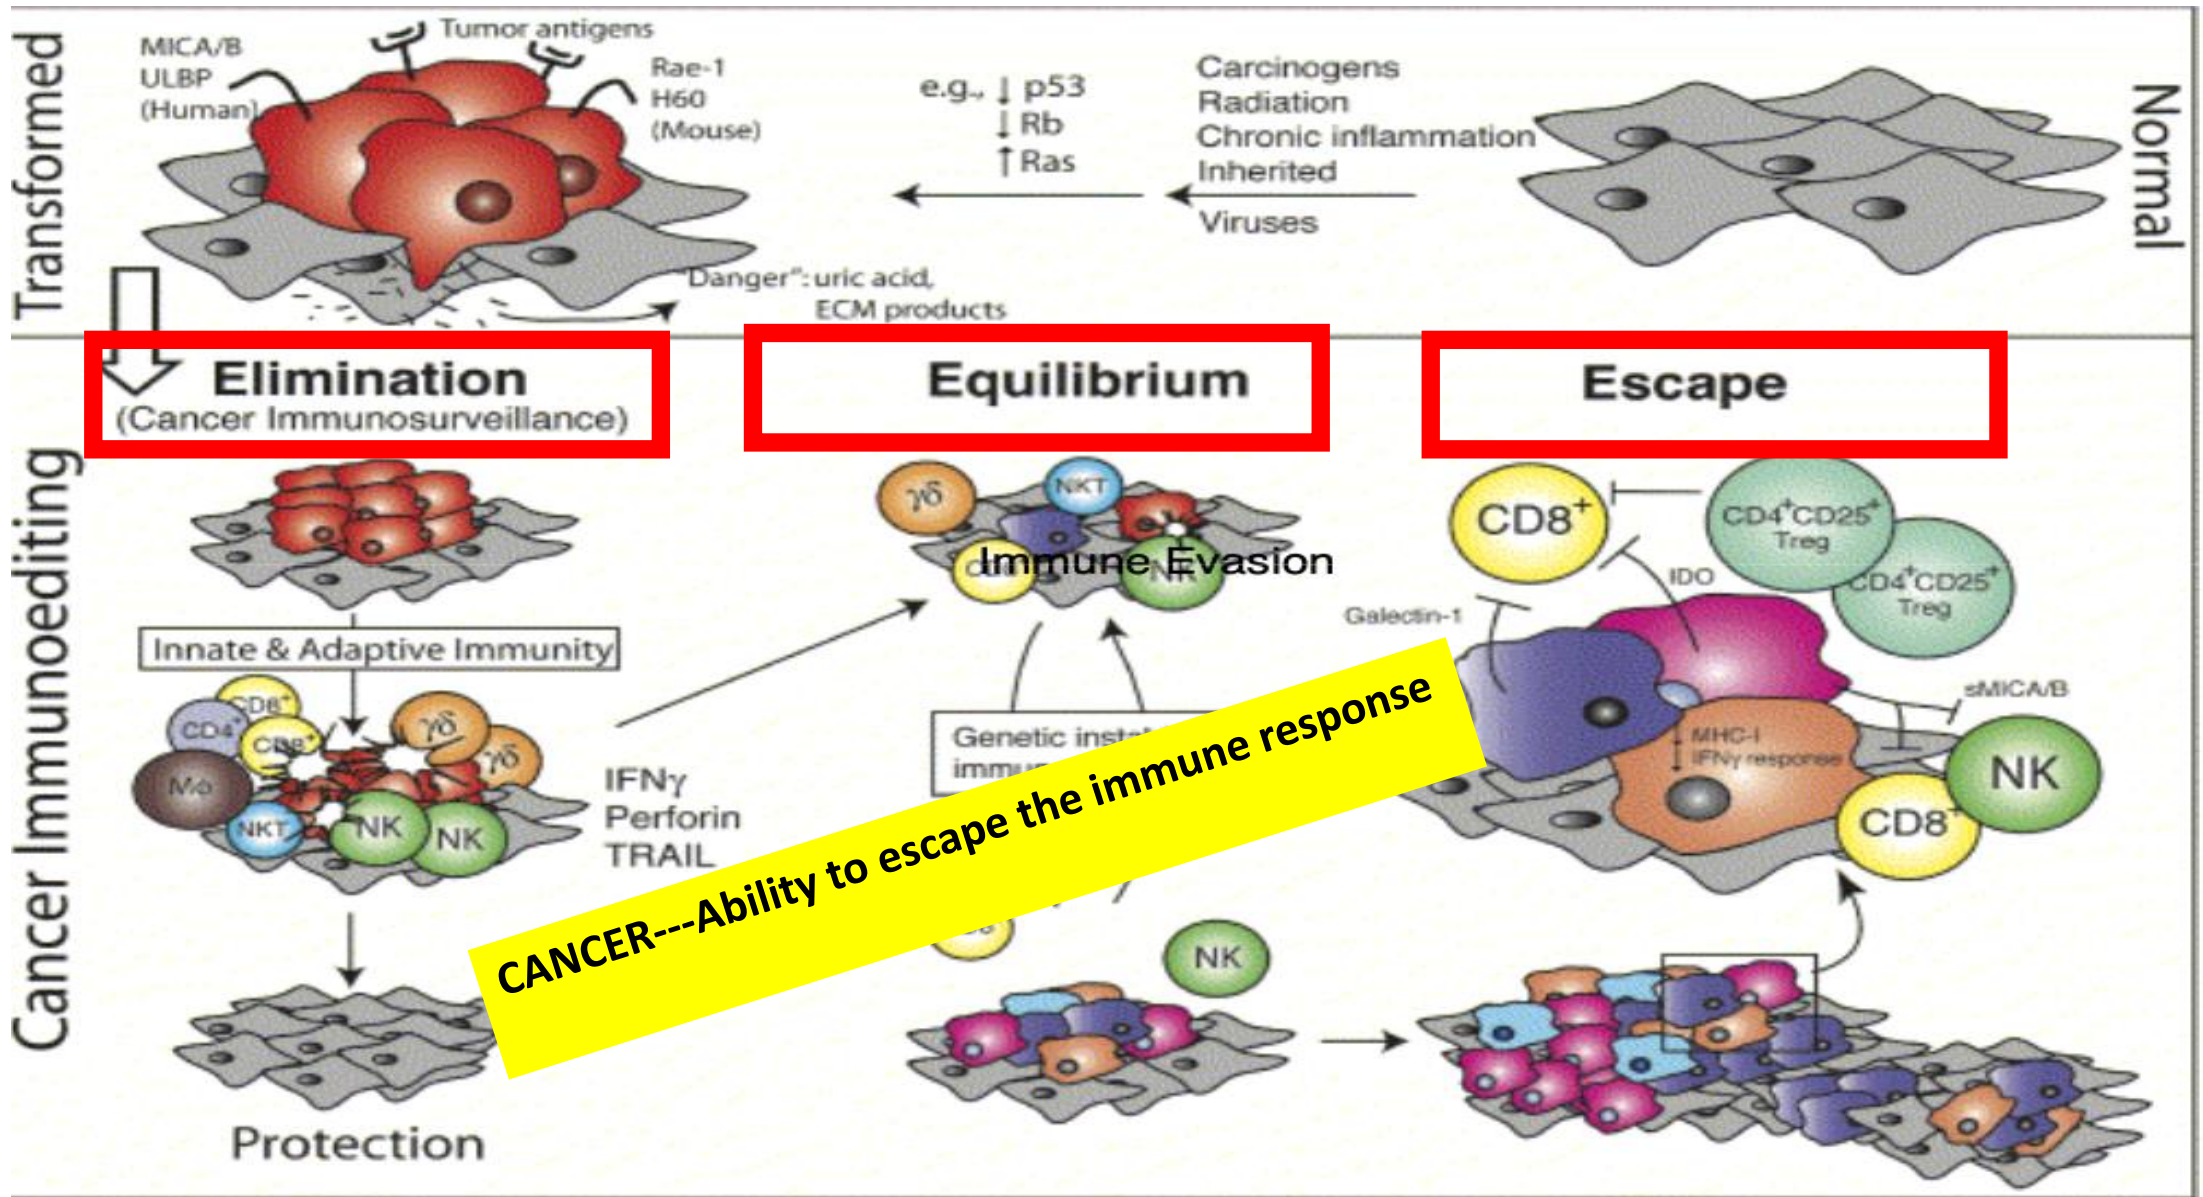 Transformed
MICA/B
ULBP
(Human)
Tumor antigens
Rae-1
H60
(Mouse)
e.g., ↓ p53
↓ Rb
↑ Ras
Carcinogens
Radiation
Chronic inflammation
Inherited
Viruses
Normal
"Danger": uric acid,
ECM products
Cancer Immunoediting
Elimination
(Cancer Immunosurveillance)
Equilibrium
Escape
Innate & Adaptive Immunity
CD8+
CD4+
CD8+
γδ
γδ
Mo
NKT
NK
NK
IFNγ
Perforin
TRAIL
Protection
γδ
NKT
Immune Evasion
NK
Genetic
CANCER---Ability to escape the immune response
NK
CD8+
CD4+CD25+
Treg
CD4+CD25+
Treg
IDO
Galectin-1
sMICA/B
↓ MHC-I
↓ IFNγ response
NK
CD8+